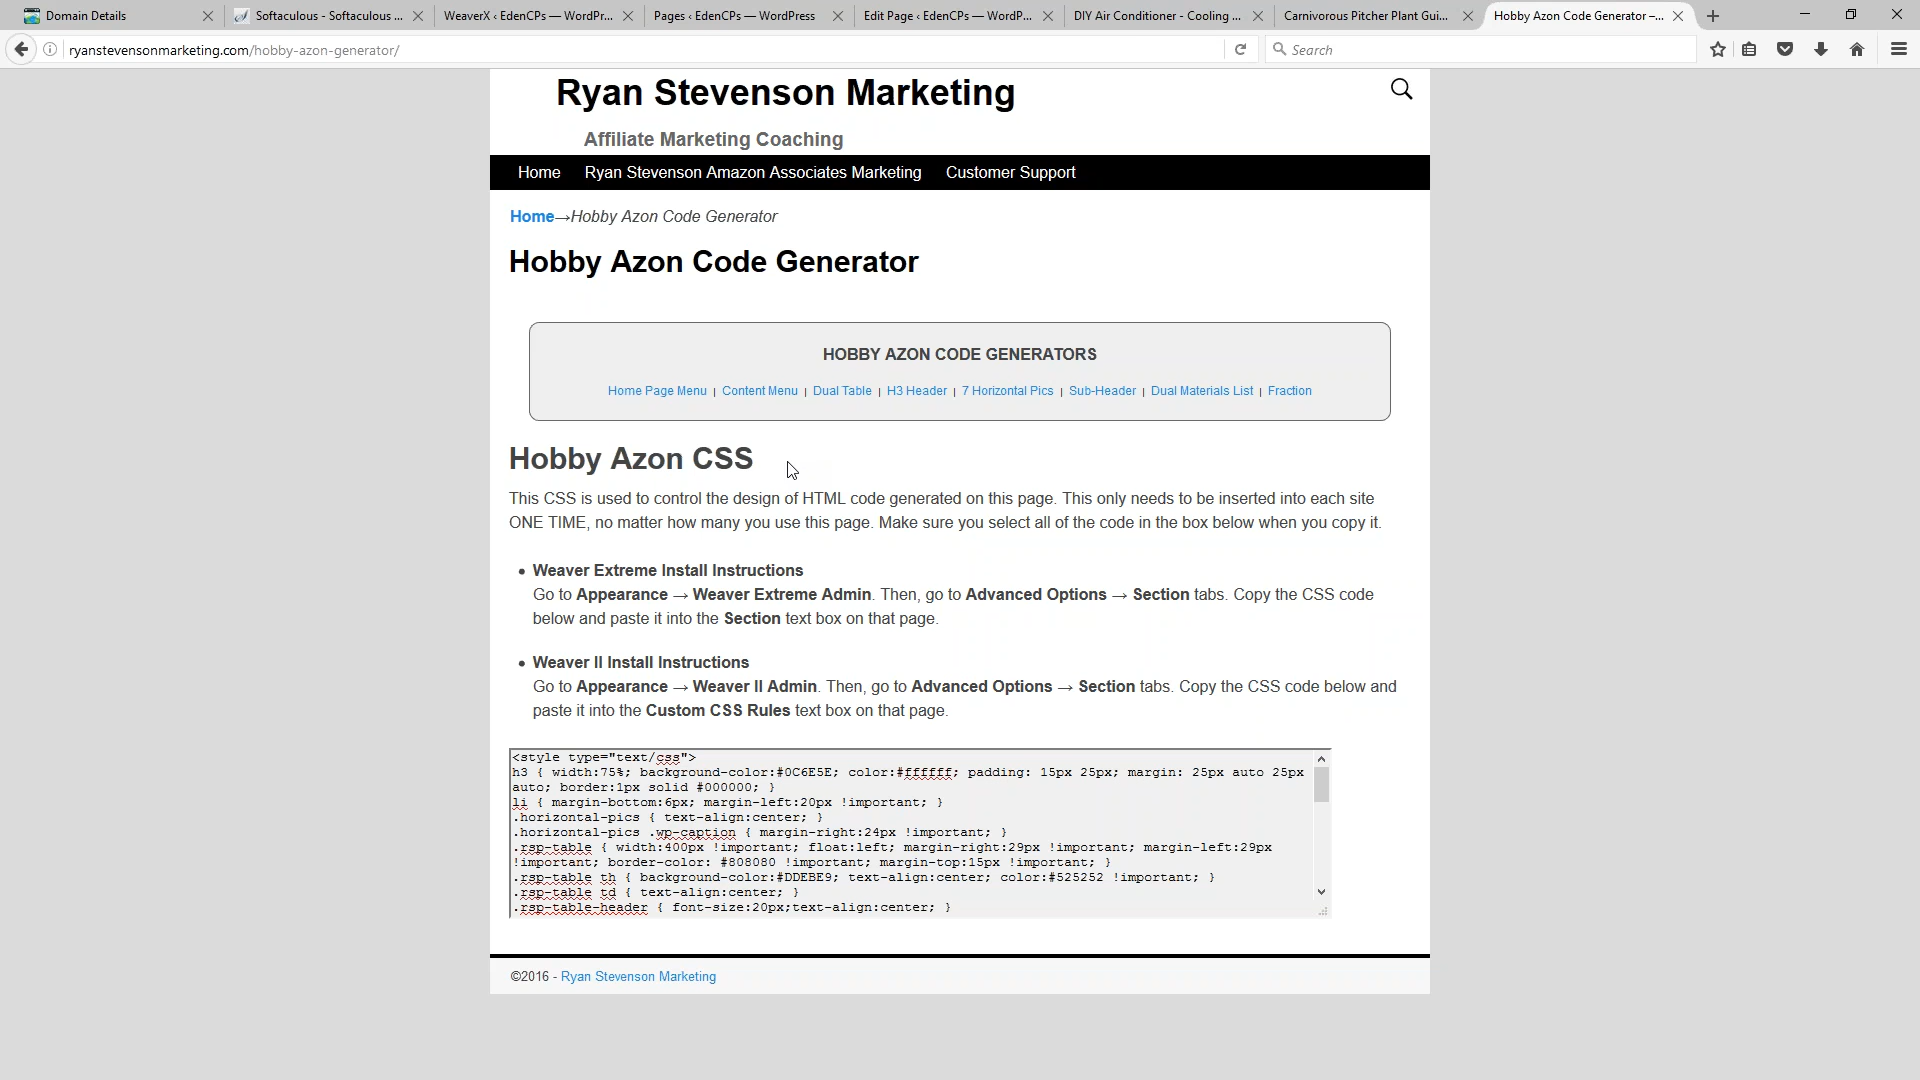 Domain Details
Softaculous - Softaculous ...
WeaverX ‹ EdenCPs — WordPr...
Pages ‹ EdenCPs — WordPress
Edit Page ‹ EdenCPs — WordP...
DIY Air Conditioner - Cooling ...
Carnivorous Pitcher Plant Gui...
Hobby Azon Code Generator –...
ryanstevensonmarketing.com/hobby-azon-generator/
Search
Ryan Stevenson Marketing
Affiliate Marketing Coaching
Home Ryan Stevenson Amazon Associates Marketing Customer Support
Home→Hobby Azon Code Generator
Hobby Azon Code Generator
HOBBY AZON CODE GENERATORS
Home Page Menu | Content Menu | Dual Table | H3 Header | 7 Horizontal Pics | Sub-Header | Dual Materials List | Fraction
Hobby Azon CSS
This CSS is used to control the design of HTML code generated on this page. This only needs to be inserted into each site
ONE TIME, no matter how many you use this page. Make sure you select all of the code in the box below when you copy it.
• Weaver Extreme Install Instructions
Go to Appearance → Weaver Extreme Admin. Then, go to Advanced Options → Section tabs. Copy the CSS code
below and paste it into the Section text box on that page.
• Weaver II Install Instructions
Go to Appearance → Weaver II Admin. Then, go to Advanced Options → Section tabs. Copy the CSS code below and
paste it into the Custom CSS Rules text box on that page.
<style type="text/css">
h3 { width:75%; background-color:#0C6E5E; color:#ffffff; padding: 15px 25px; margin: 25px auto 25px
auto; border:1px solid #000000; }
li { margin-bottom:6px; margin-left:20px !important; }
.horizontal-pics { text-align:center; }
.horizontal-pics .wp-caption { margin-right:24px !important; }
.rsp-table { width:400px !important; float:left; margin-right:29px !important; margin-left:29px
!important; border-color: #808080 !important; margin-top:15px !important; }
.rsp-table th { background-color:#DDEBE9; text-align:center; color:#525252 !important; }
.rsp-table td { text-align:center; }
.rsp-table-header { font-size:20px;text-align:center; }
©2016 - Ryan Stevenson Marketing